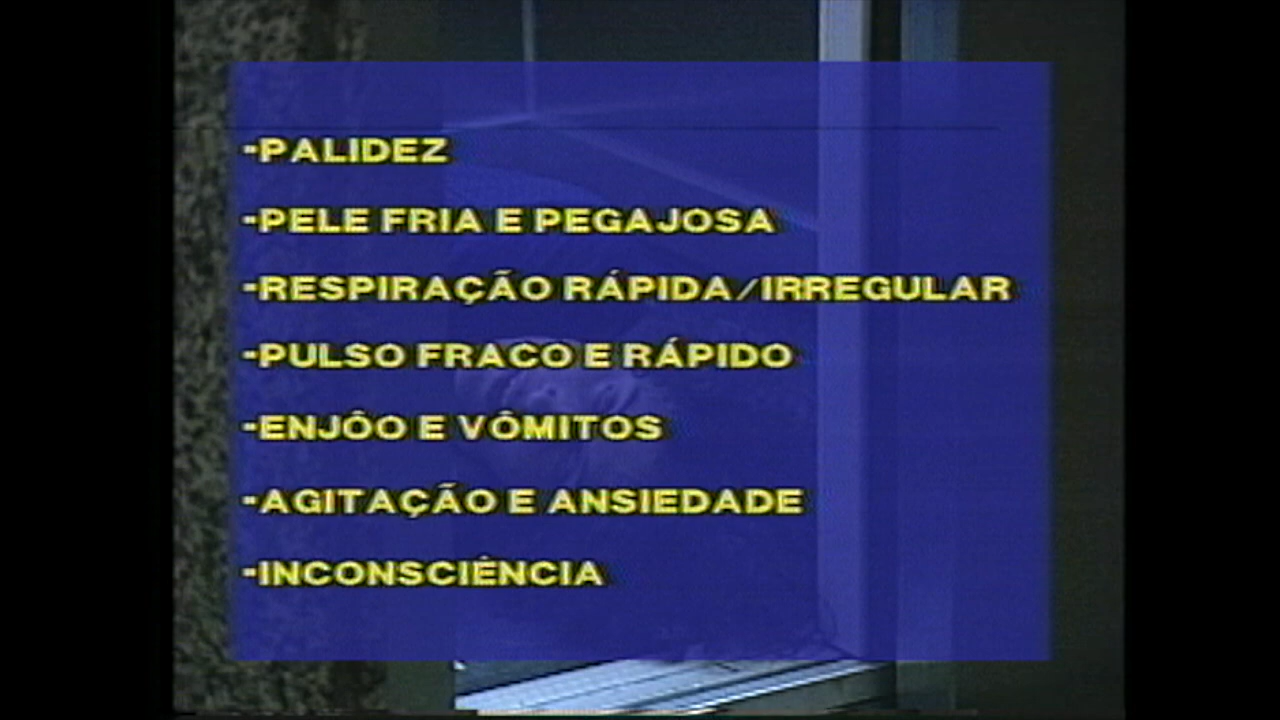 -PALIDEZ
-PELE FRIA E PEGAJOSA
-RESPIRAÇÃO RÁPIDA/IRREGULAR
-PULSO FRACO E RÁPIDO
-ENJÔO E VÔMITOS
-AGITAÇÃO E ANSIEDADE
-INCONSCIÊNCIA